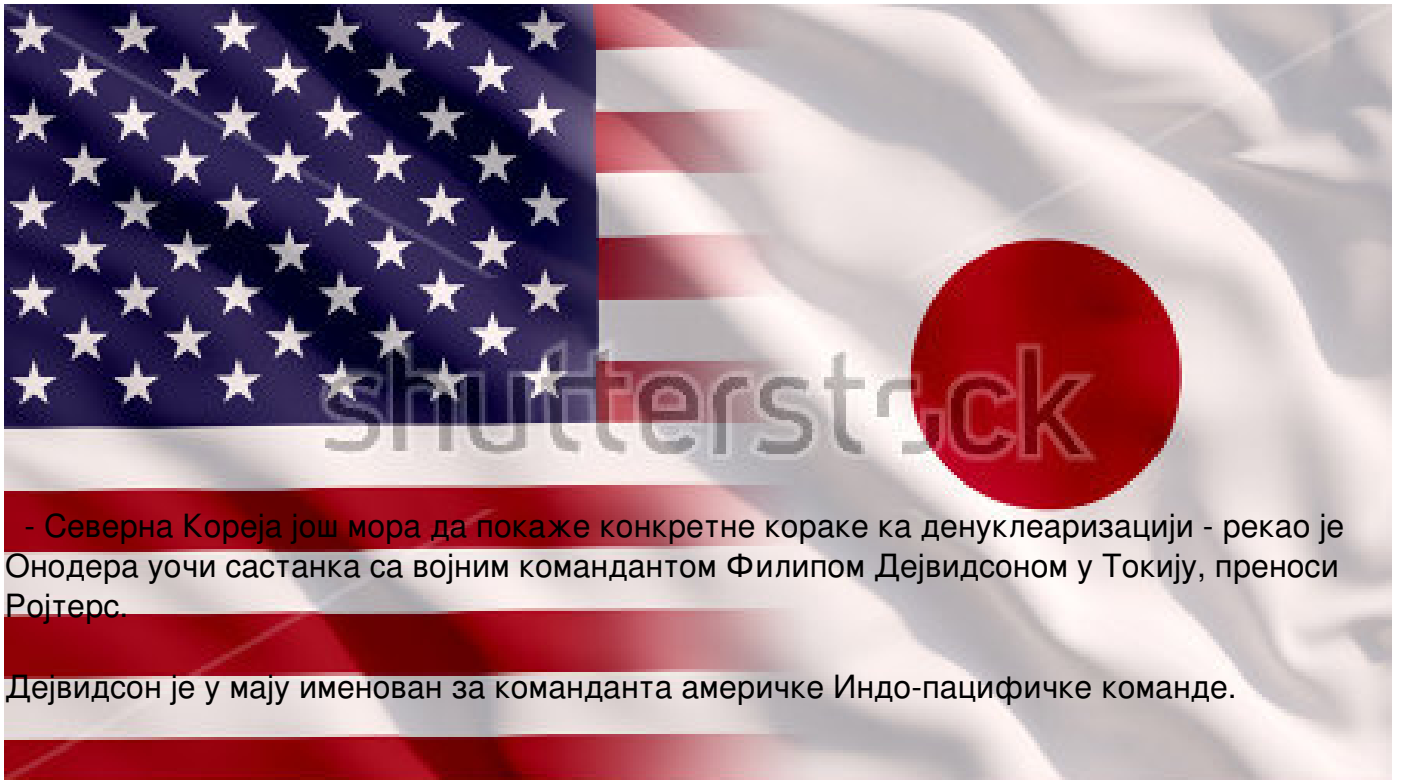 shutterstock
- Северна Кореја још мора да покаже конкретне кораке ка денуклеаризацији - рекао је
Онодера уочи састанка са војним командантом Филипом Дејвидсоном у Токију, преноси
Ројтерс.
Дејвидсон је у мају именован за команданта америчке Индо-пацифичке команде.